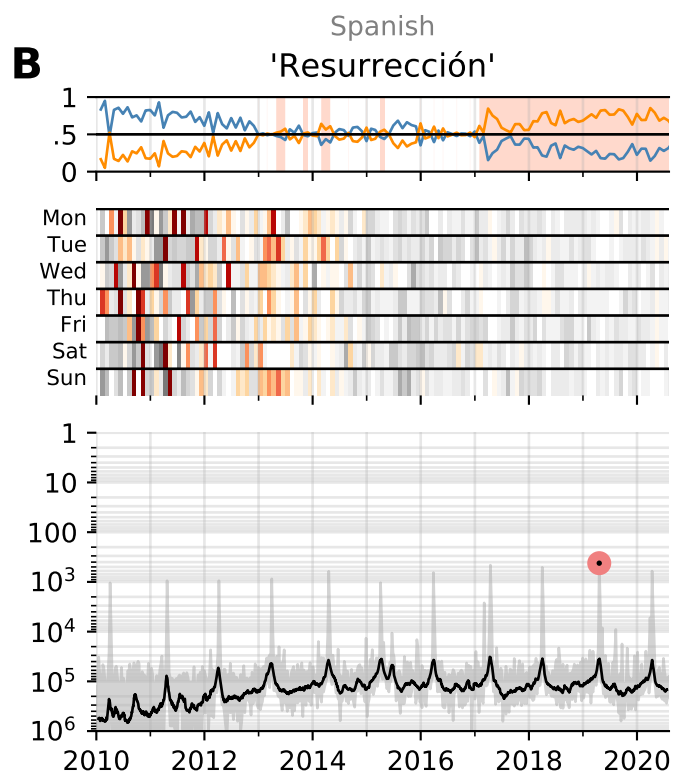 Spanish
B
'Resurrección'
1
.5
0
Mon
Tue
Wed
Thu
Fri
Sat
Sun
1
10
100
10³
10⁴
10⁵
10⁶
2010 2012 2014 2016 2018 2020